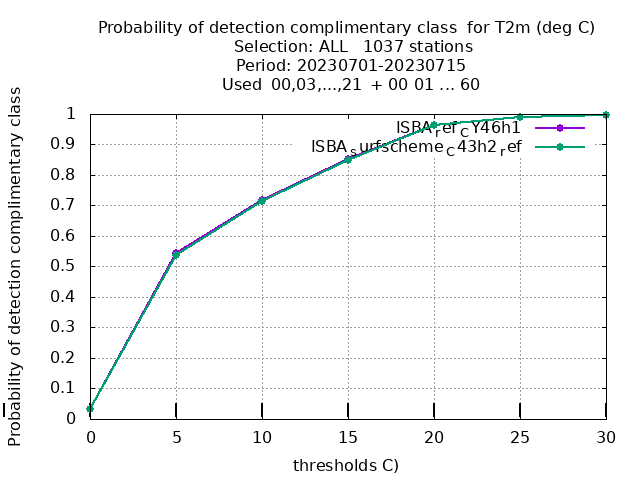 Probability of detection complimentary class  for T2m (deg C)
Selection: ALL   1037 stations
Period: 20230701-20230715
Used  00,03,...,21  + 00 01 ... 60
Probability of detection complimentary class
1
0.9
0.8
0.7
0.6
0.5
0.4
0.3
0.2
0.1
0
ISBA_ref_CY46h1
ISBA_surfscheme_C43h2_ref
0 5 10 15 20 25 30
thresholds C)